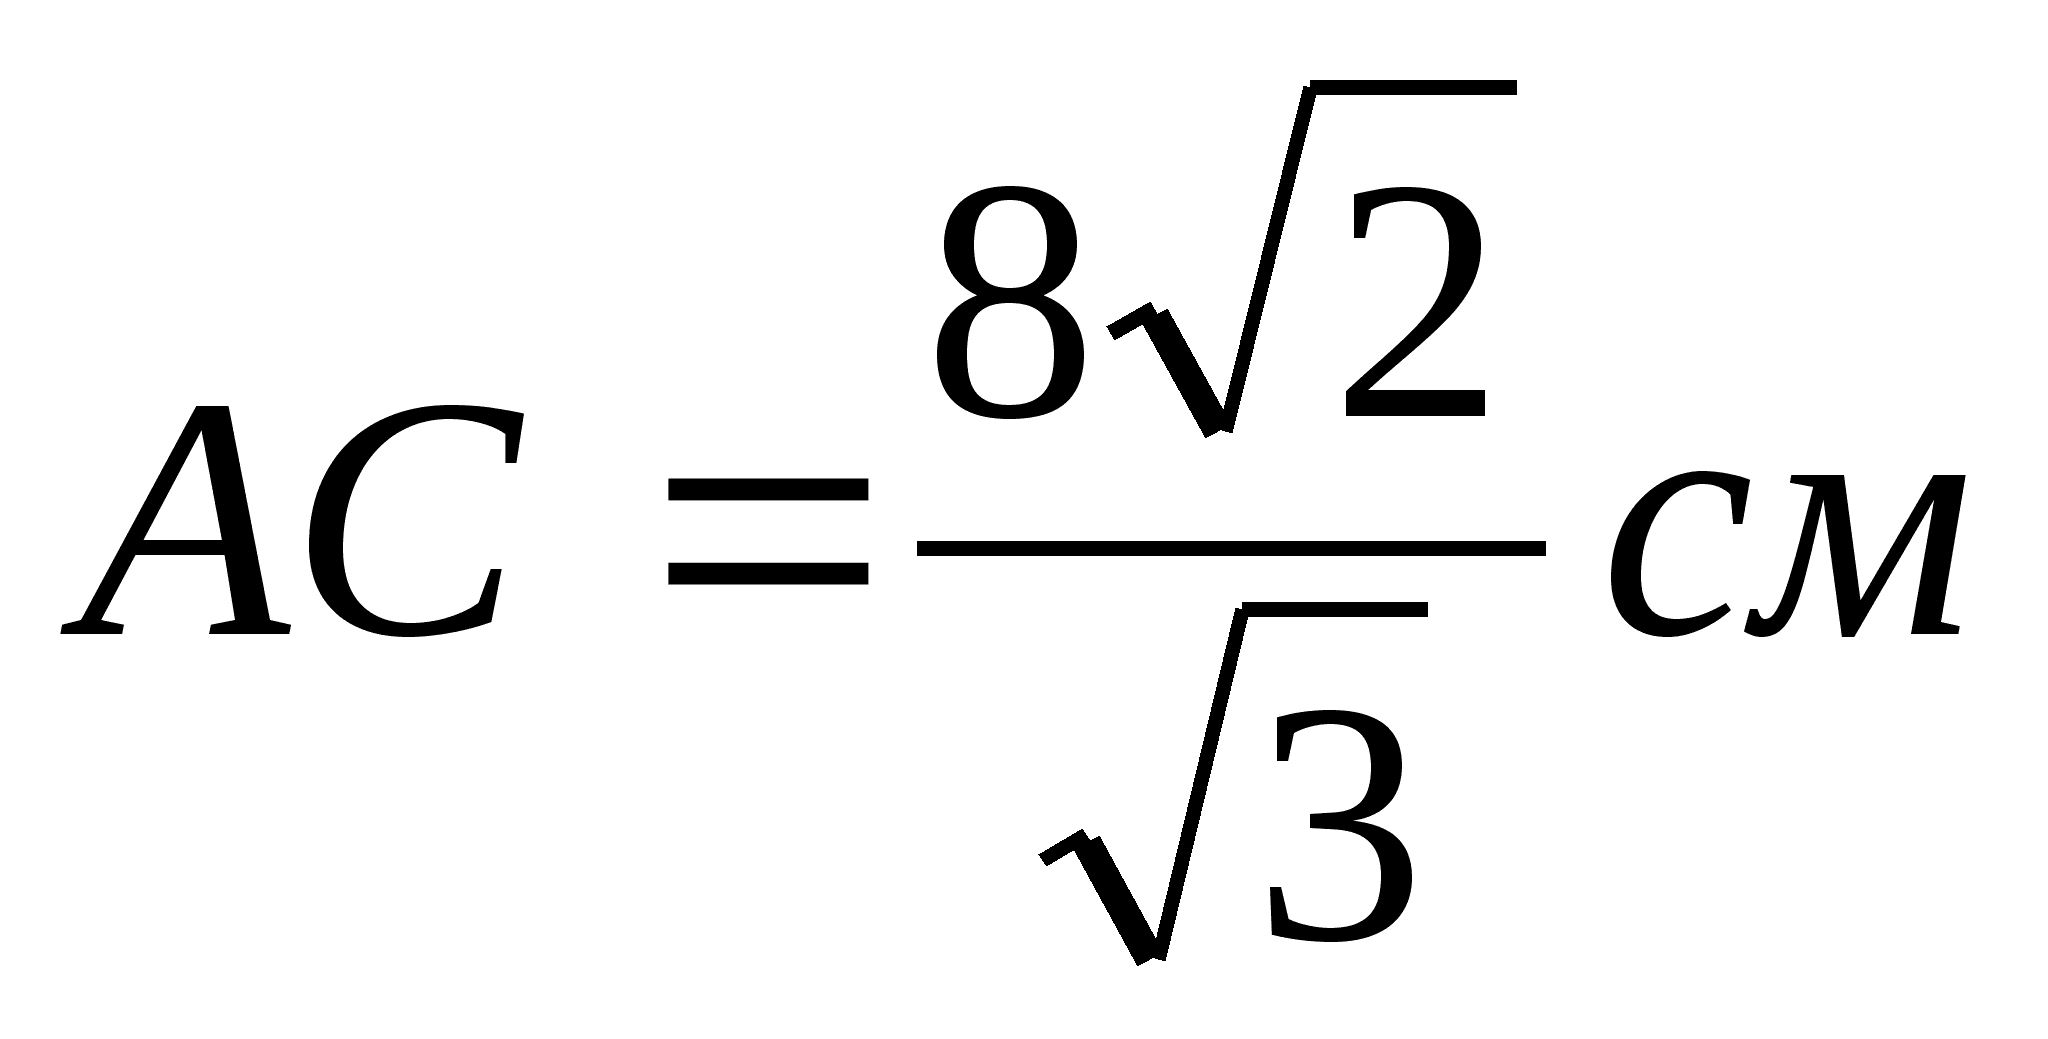 AC = 8√2/√3 см